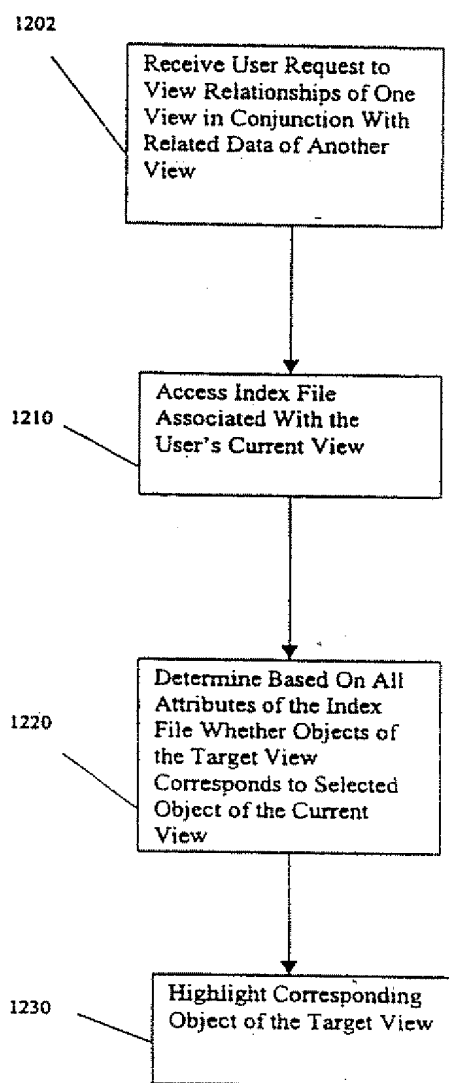 1202
Receive User Request to
View Relationships of One
View in Conjunction With
Related Data of Another
View
1210
Access Index File
Associated With the
User's Current View
1220
Determine Based On All
Attributes of the Index
File Whether Objects of
the Target View
Corresponds to Selected
Object of the Current
View
1230
Highlight Corresponding
Object of the Target View